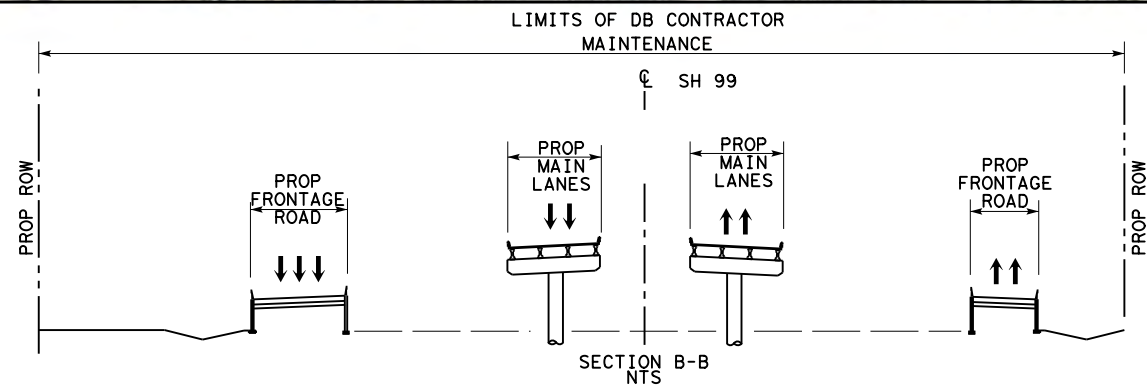 LIMITS OF DB CONTRACTOR
MAINTENANCE
℄ SH 99
PROP ROW
PROP
FRONTAGE
ROAD
PROP
MAIN
LANES
PROP
MAIN
LANES
PROP
FRONTAGE
ROAD
PROP ROW
SECTION B-B
NTS